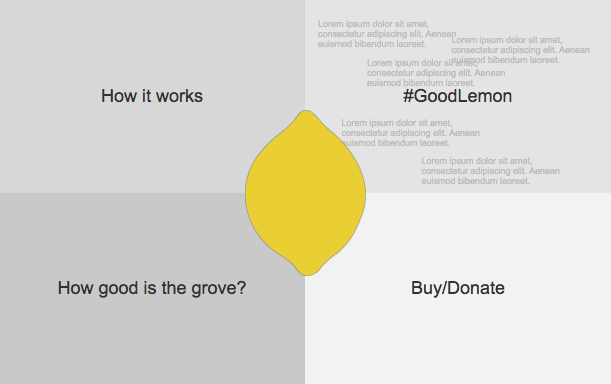 How it works
Lorem ipsum dolor sit amet,
consectetur adipiscing elit. Aenean
euismod bibendum laoreet.
Lorem ipsum dolor sit amet,
consectetur adipiscing elit. Aenean
euismod bibendum laoreet.
Lorem ipsum dolor sit amet,
consectetur adipiscing elit. Aenean
euismod bibendum laoreet.
#GoodLemon
Lorem ipsum dolor sit amet,
consectetur adipiscing elit. Aenean
euismod bibendum laoreet.
Lorem ipsum dolor sit amet,
consectetur adipiscing elit. Aenean
euismod bibendum laoreet.
How good is the grove?
Buy/Donate